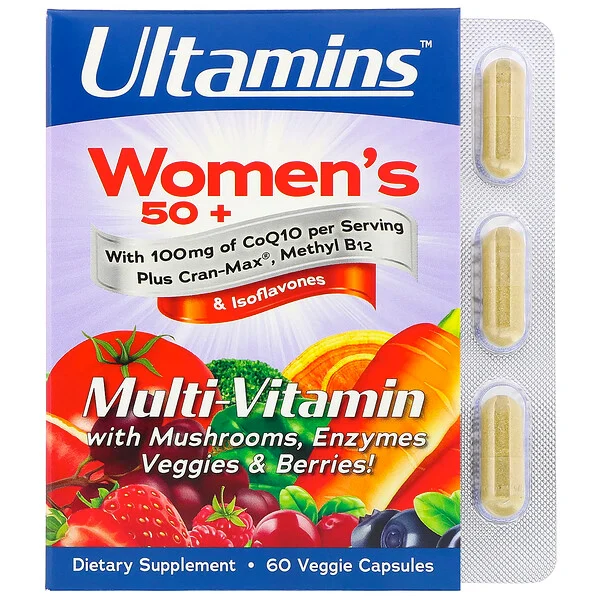 Ultamins™
Women's
50 +
With 100mg of CoQ10 per Serving
Plus Cran-Max®, Methyl B12
& Isoflavones
Multi-Vitamin
with Mushrooms, Enzymes
Veggies & Berries!
Dietary Supplement • 60 Veggie Capsules